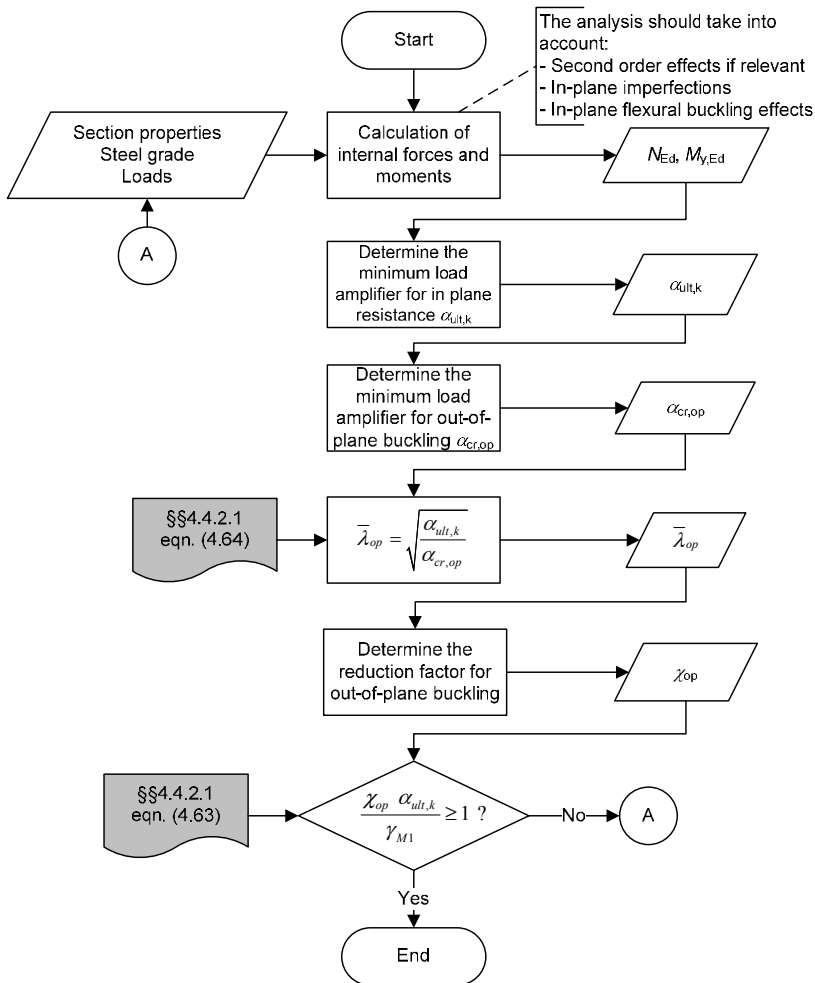 Start
The analysis should take into
account:
- Second order effects if relevant
- In-plane imperfections
- In-plane flexural buckling effects
Section properties
Steel grade
Loads
Calculation of
internal forces and
moments
N_Ed, M_y,Ed
A
Determine the
minimum load
amplifier for in plane
resistance α_ult,k
α_ult,k
Determine the
minimum load
amplifier for out-of-
plane buckling α_cr,op
α_cr,op
§§4.4.2.1
eqn. (4.64)
λ̅_op = √(α_ult,k / α_cr,op)
λ̅_op
Determine the
reduction factor for
out-of-plane buckling
χ_op
§§4.4.2.1
eqn. (4.63)
χ_op α_ult,k / γ_M1 ≥ 1 ?
No
A
Yes
End